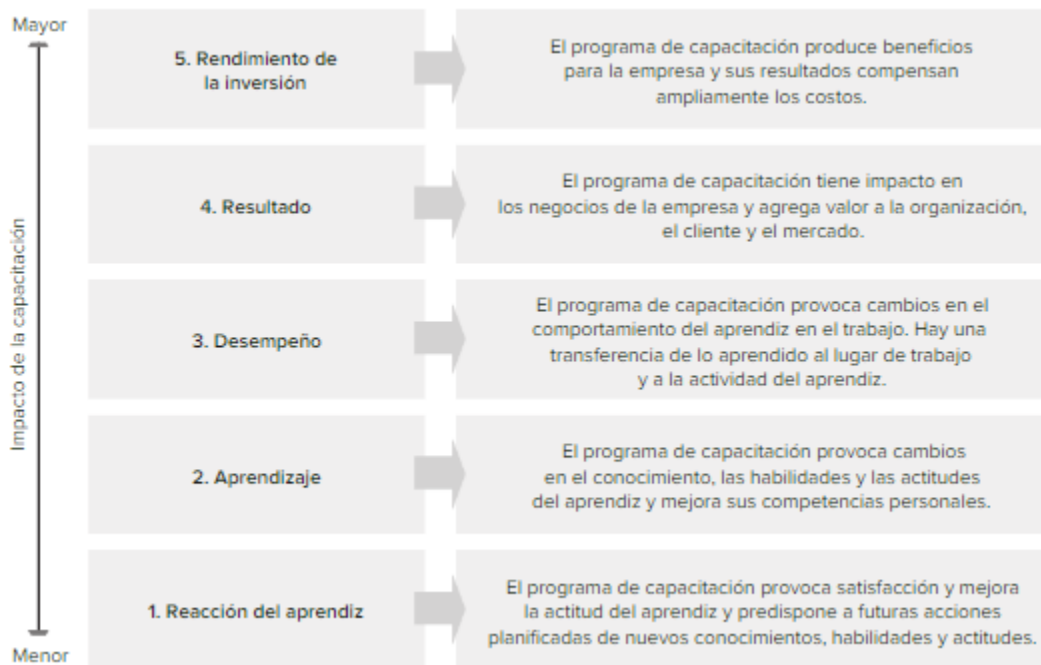 Mayor
Impacto de la capacitación
Menor
5. Rendimiento de
la inversión
El programa de capacitación produce beneficios
para la empresa y sus resultados compensan
ampliamente los costos.
4. Resultado
El programa de capacitación tiene impacto en
los negocios de la empresa y agrega valor a la organización,
el cliente y el mercado.
3. Desempeño
El programa de capacitación provoca cambios en el
comportamiento del aprendiz en el trabajo. Hay una
transferencia de lo aprendido al lugar de trabajo
y a la actividad del aprendiz.
2. Aprendizaje
El programa de capacitación provoca cambios
en el conocimiento, las habilidades y las actitudes
del aprendiz y mejora sus competencias personales.
1. Reacción del aprendiz
El programa de capacitación provoca satisfacción y mejora
la actitud del aprendiz y predispone a futuras acciones
planificadas de nuevos conocimientos, habilidades y actitudes.